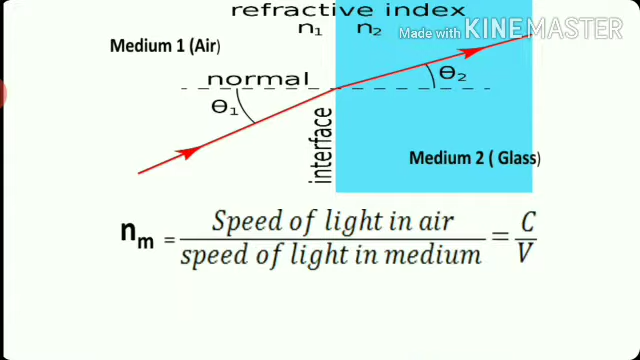 refractive index
n₁ n₂
Made with KINEMASTER
Medium 1 (Air)
normal
θ₁
θ₂
interface
Medium 2 ( Glass)
nₘ = Speed of light in air / speed of light in medium = C / V